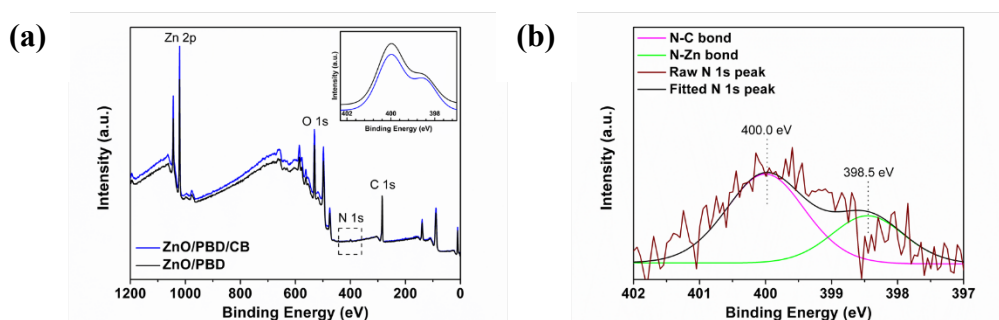 (a)
Zn 2p
O 1s
C 1s
N 1s
Intensity (a.u.)
402 400 398
Binding Energy (eV)
ZnO/PBD/CB
ZnO/PBD
Intensity (a.u.)
1200 1000 800 600 400 200 0
Binding Energy (eV)
(b)
N-C bond
N-Zn bond
Raw N 1s peak
Fitted N 1s peak
400.0 eV
398.5 eV
Intensity (a.u.)
402 401 400 399 398 397
Binding Energy (eV)